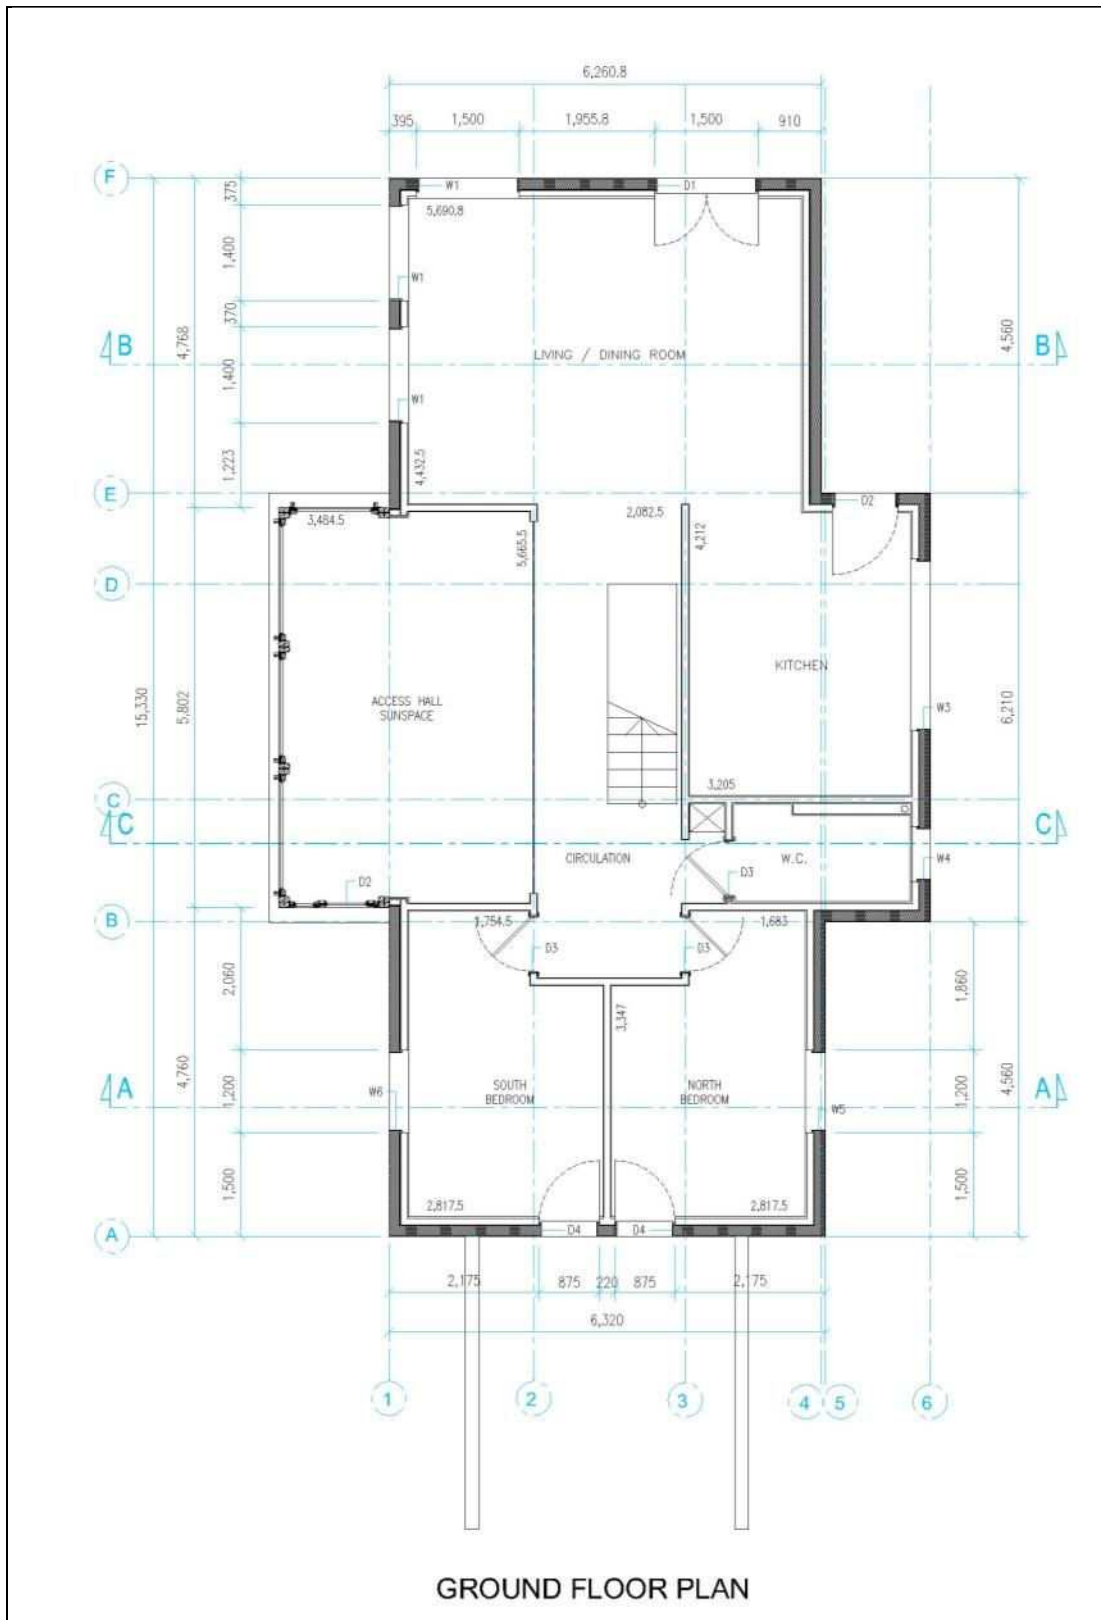 6,260.8
395
1,500
1,955.8
1,500
910
F
375
W1
D1
5,690.8
1,400
W1
370
4,768
4,560
B
B
LIVING / DINING ROOM
1,400
W1
1,223
4,432.5
E
D2
3,484.5
2,082.5
5,665.5
4,212
D
KITCHEN
15,330
5,802
ACCESS HALL
SUNSPACE
6,210
W3
3,205
C
C
C
CIRCULATION
W.C.
W4
D3
D2
B
1,754.5
1,683
D3
D3
2,060
1,860
3,347
4,760
A
SOUTH
BEDROOM
NORTH
BEDROOM
A
W6
1,200
1,200
4,560
W5
1,500
1,500
2,817.5
2,817.5
A
D4
D4
2,175
875
220
875
2,175
6,320
1
2
3
4
5
6
GROUND FLOOR PLAN